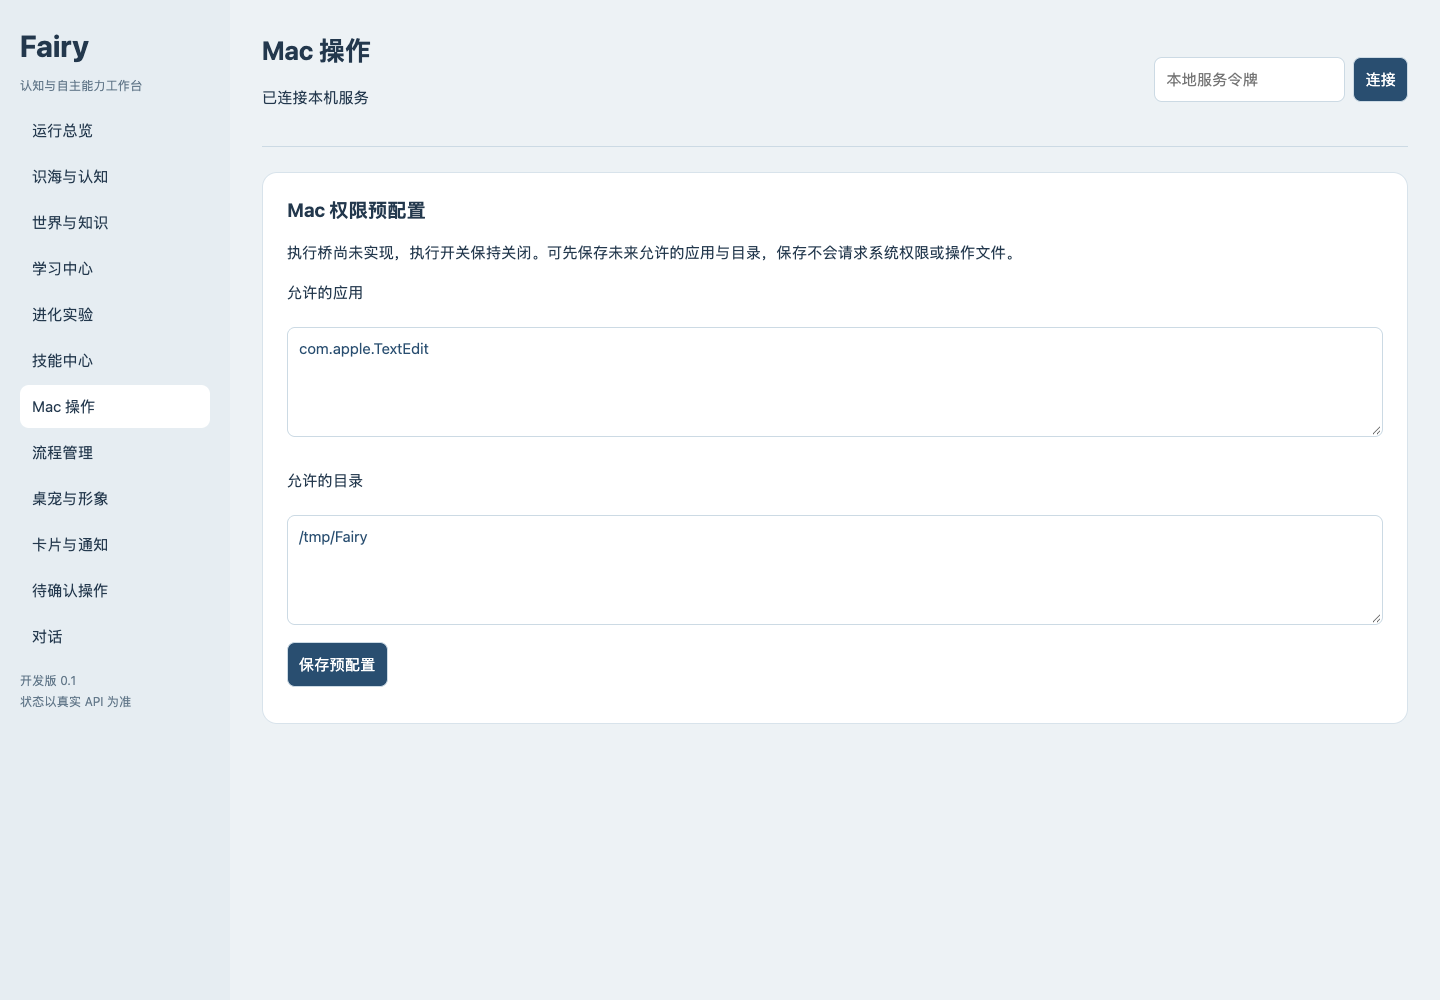 Fairy
认知与自主能力工作台
运行总览
识海与认知
世界与知识
学习中心
进化实验
技能中心
Mac 操作
流程管理
桌宠与形象
卡片与通知
待确认操作
对话
开发版 0.1
状态以真实 API 为准
Mac 操作
已连接本机服务
本地服务令牌
连接
Mac 权限预配置
执行桥尚未实现，执行开关保持关闭。可先保存未来允许的应用与目录，保存不会请求系统权限或操作文件。
允许的应用
com.apple.TextEdit
允许的目录
/tmp/Fairy
保存预配置